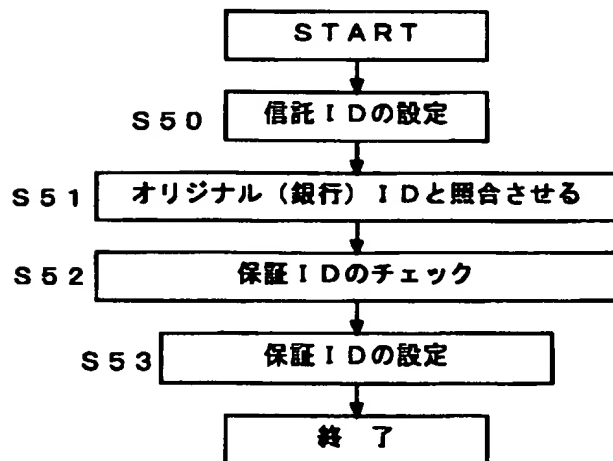 ＳＴＡＲＴ
Ｓ５０ 信託ＩＤの設定
Ｓ５１ オリジナル（銀行）ＩＤと照合させる
Ｓ５２ 保証ＩＤのチェック
Ｓ５３ 保証ＩＤの設定
終 了